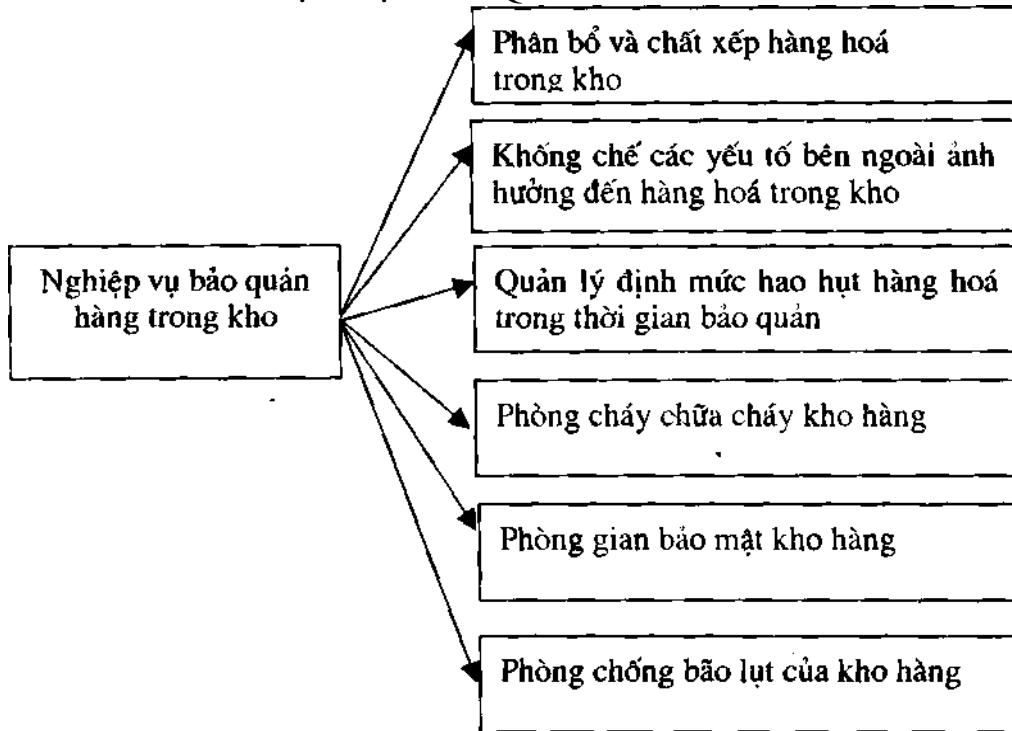 Phân bổ và chất xếp hàng hoá
trong kho
Khống chế các yếu tố bên ngoài ảnh
hưởng đến hàng hoá trong kho
Nghiệp vụ bảo quản
hàng trong kho
Quản lý định mức hao hụt hàng hoá
trong thời gian bảo quản
Phòng cháy chữa cháy kho hàng
Phòng gian bảo mật kho hàng
Phòng chống bão lụt của kho hàng